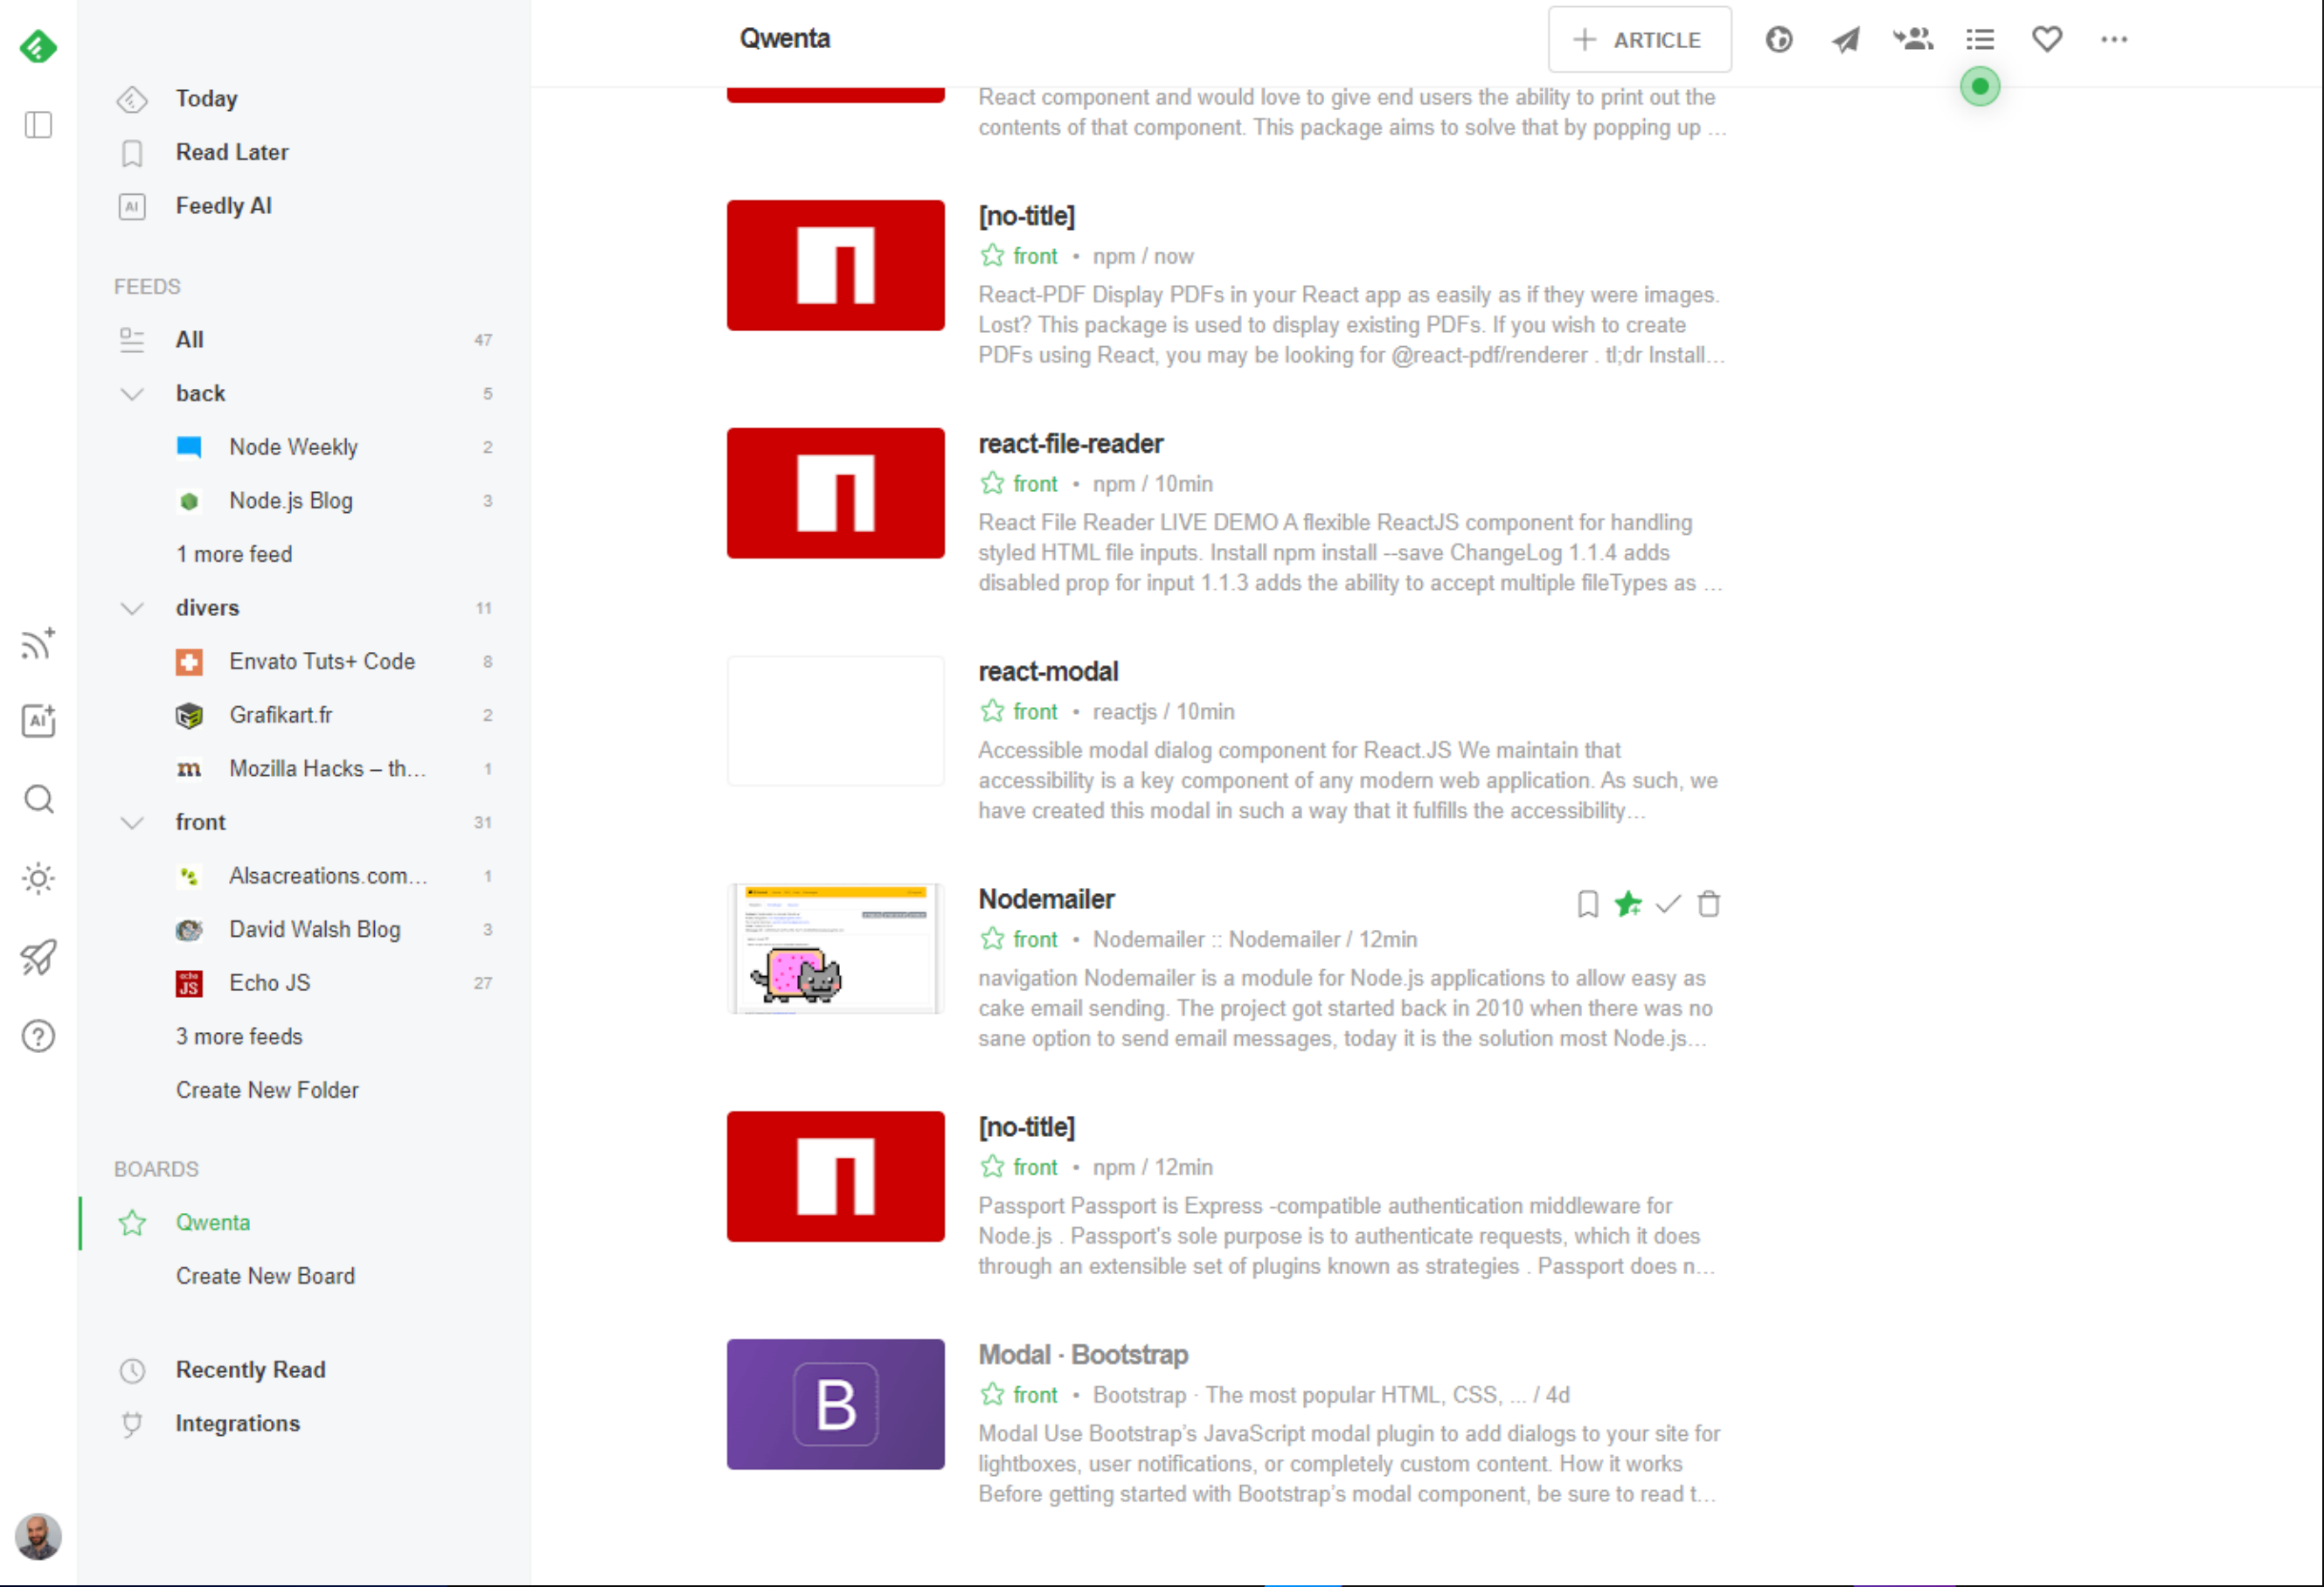 Qwenta
+ ARTICLE
Today
Read Later
AI
Feedly AI
FEEDS
All 47
back 5
Node Weekly 2
Node.js Blog 3
1 more feed
divers 11
Envato Tuts+ Code 8
Grafikart.fr 2
m Mozilla Hacks – th... 1
front 31
Alsacreations.com... 1
David Walsh Blog 3
echo JS Echo JS 27
3 more feeds
Create New Folder
BOARDS
Qwenta
Create New Board
Recently Read
Integrations
AI
React component and would love to give end users the ability to print out the
contents of that component. This package aims to solve that by popping up ...
[no-title]
front • npm / now
React-PDF Display PDFs in your React app as easily as if they were images.
Lost? This package is used to display existing PDFs. If you wish to create
PDFs using React, you may be looking for @react-pdf/renderer . tl;dr Install...
react-file-reader
front • npm / 10min
React File Reader LIVE DEMO A flexible ReactJS component for handling
styled HTML file inputs. Install npm install --save ChangeLog 1.1.4 adds
disabled prop for input 1.1.3 adds the ability to accept multiple fileTypes as ...
react-modal
front • reactjs / 10min
Accessible modal dialog component for React.JS We maintain that
accessibility is a key component of any modern web application. As such, we
have created this modal in such a way that it fulfills the accessibility...
Nodemailer
front • Nodemailer :: Nodemailer / 12min
navigation Nodemailer is a module for Node.js applications to allow easy as
cake email sending. The project got started back in 2010 when there was no
sane option to send email messages, today it is the solution most Node.js...
[no-title]
front • npm / 12min
Passport Passport is Express -compatible authentication middleware for
Node.js . Passport's sole purpose is to authenticate requests, which it does
through an extensible set of plugins known as strategies . Passport does n...
B
Modal · Bootstrap
front • Bootstrap · The most popular HTML, CSS, ... / 4d
Modal Use Bootstrap’s JavaScript modal plugin to add dialogs to your site for
lightboxes, user notifications, or completely custom content. How it works
Before getting started with Bootstrap’s modal component, be sure to read t...